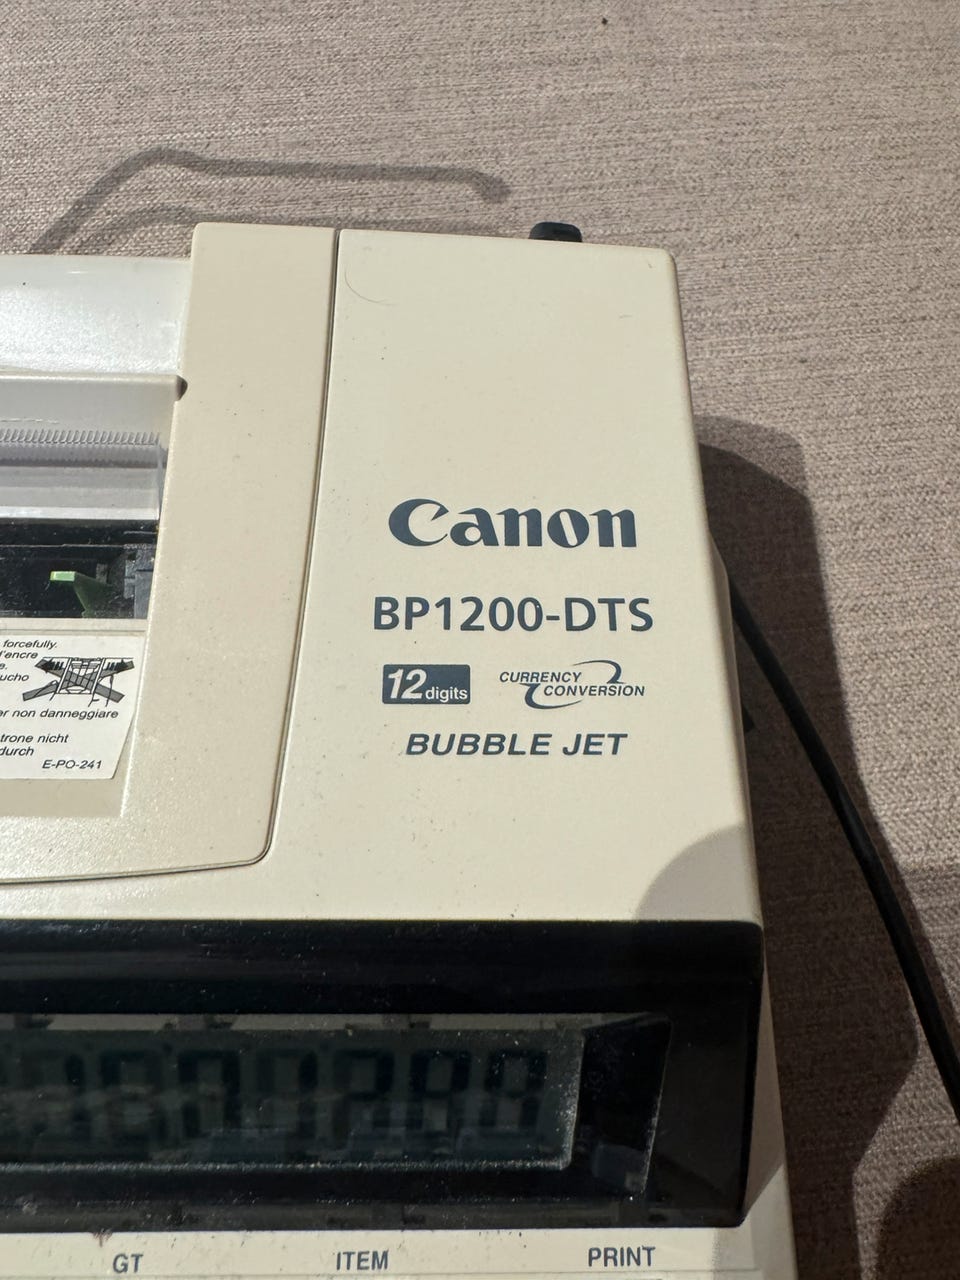 Canon
BP1200-DTS
12 digits
CURRENCY
CONVERSION
BUBBLE JET
forcefully.
d'encre
e.
ucho
er non danneggiare
trone nicht
durch
E-PO-241
GT ITEM PRINT